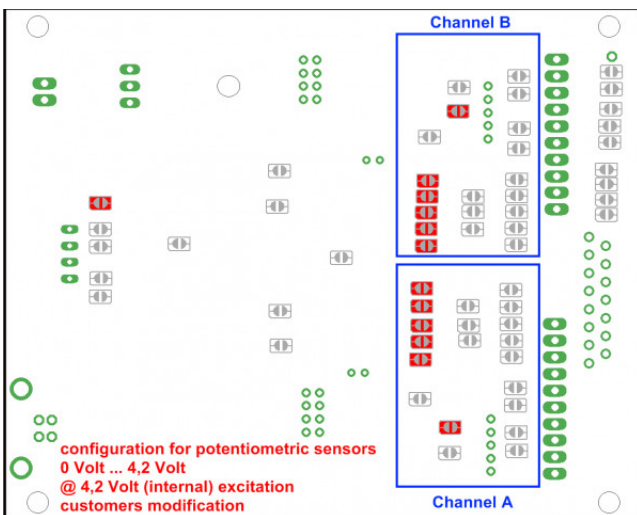 Channel B
configuration for potentiometric sensors
0 Volt ... 4,2 Volt
@ 4,2 Volt (internal) excitation
customers modification
Channel A